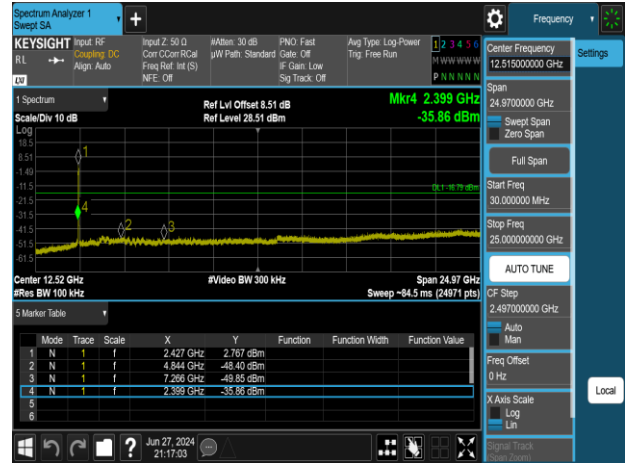 Spectrum Analyzer 1
Swept SA
Frequency
KEYSIGHT
RL
LXI
Input: RF
Coupling: DC
Align: Auto
Input Z: 50 Ω
Corr CCorr RCal
Freq Ref: Int (S)
NFE: Off
#Atten: 30 dB
µW Path: Standard
PNO: Fast
Gate: Off
IF Gain: Low
Sig Track: Off
Avg Type: Log-Power
Trig: Free Run
1 2 3 4 5 6
M W W W W W
P N N N N N
1 Spectrum
Scale/Div 10 dB
Ref Lvl Offset 8.51 dB
Ref Level 28.51 dBm
Mkr4 2.399 GHz
-35.86 dBm
Log
18.5
8.51
-1.49
-11.5
-21.5
-31.5
-41.5
-51.5
-61.5
1
2
3
4
DL1 -16.79 dBm
Center 12.52 GHz
#Res BW 100 kHz
#Video BW 300 kHz
Span 24.97 GHz
Sweep ~84.5 ms (24971 pts)
5 Marker Table
Mode Trace Scale X Y Function Function Width Function Value
1 N 1 f 2.427 GHz 2.767 dBm
2 N 1 f 4.844 GHz -48.40 dBm
3 N 1 f 7.266 GHz -49.85 dBm
4 N 1 f 2.399 GHz -35.86 dBm
5
6
?
Jun 27, 2024
21:17:03
Center Frequency
12.515000000 GHz
Span
24.9700000 GHz
Swept Span
Zero Span
Full Span
Start Freq
30.000000 MHz
Stop Freq
25.000000000 GHz
AUTO TUNE
CF Step
2.497000000 GHz
Auto
Man
Freq Offset
0 Hz
X Axis Scale
Log
Lin
Signal Track
(Span Zoom)
Settings
Local